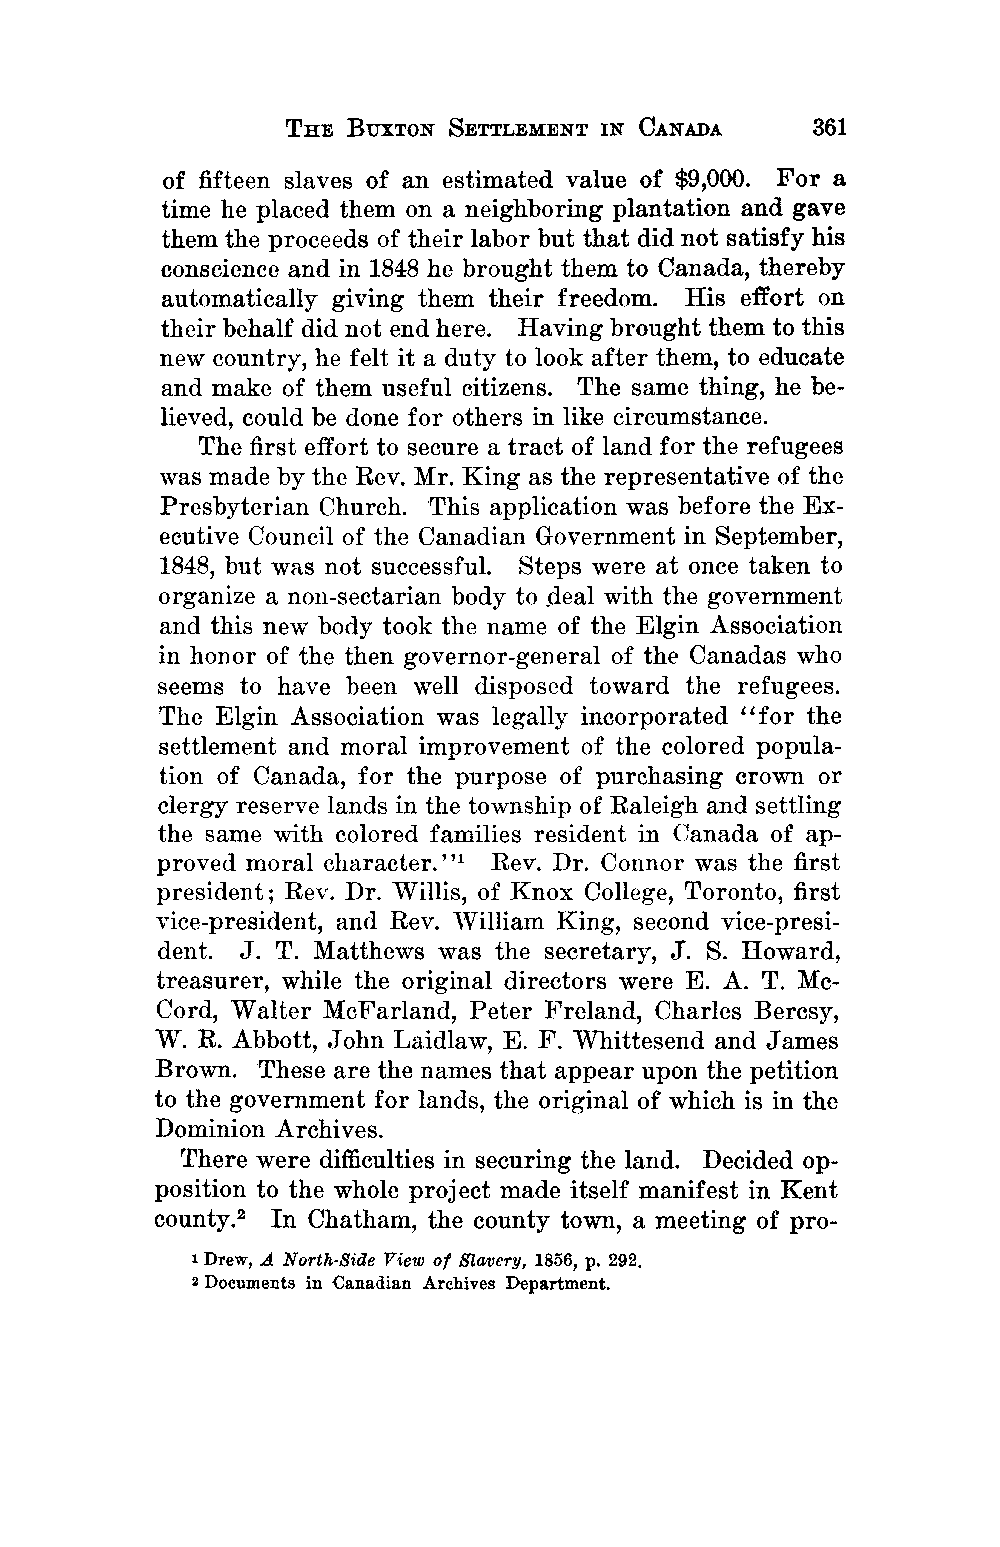 THE BUXTON SETTLEMENT IN CANADA 361
of fifteen slaves of an estimated value of $9,000. For a
time he placed them on a neighboring plantation and gave
them the proceeds of their labor but that did not satisfy his
conscience and in 1848 he brought them to Canada, thereby
automatically giving them their freedom. His effort on
their behalf did not end here. Having brought them to this
new country, he felt it a duty to look after them, to educate
and make of them useful citizens. The same thing, he be-
lieved, could be done for others in like circumstance.
The first effort to secure a tract of land for the refugees
was made by the Rev. Mr. King as the representative of the
Presbyterian Church. This application was before the Ex-
ecutive Council of the Canadian Government in September,
1848, but was not successful. Steps were at once taken to
organize a non-sectarian body to deal with the government
and this new body took the name of the Elgin Association
in honor of the then governor-general of the Canadas who
seems to have been well disposed toward the refugees.
The Elgin Association was legally incorporated “for the
settlement and moral improvement of the colored popula-
tion of Canada, for the purpose of purchasing crown or
clergy reserve lands in the township of Raleigh and settling
the same with colored families resident in Canada of ap-
proved moral character.”¹ Rev. Dr. Connor was the first
president; Rev. Dr. Willis, of Knox College, Toronto, first
vice-president, and Rev. William King, second vice-presi-
dent. J. T. Matthews was the secretary, J. S. Howard,
treasurer, while the original directors were E. A. T. Mc-
Cord, Walter McFarland, Peter Freland, Charles Bercsy,
W. R. Abbott, John Laidlaw, E. F. Whittesend and James
Brown. These are the names that appear upon the petition
to the government for lands, the original of which is in the
Dominion Archives.
There were difficulties in securing the land. Decided op-
position to the whole project made itself manifest in Kent
county.² In Chatham, the county town, a meeting of pro-
¹ Drew, A North-Side View of Slavery, 1856, p. 292.
² Documents in Canadian Archives Department.